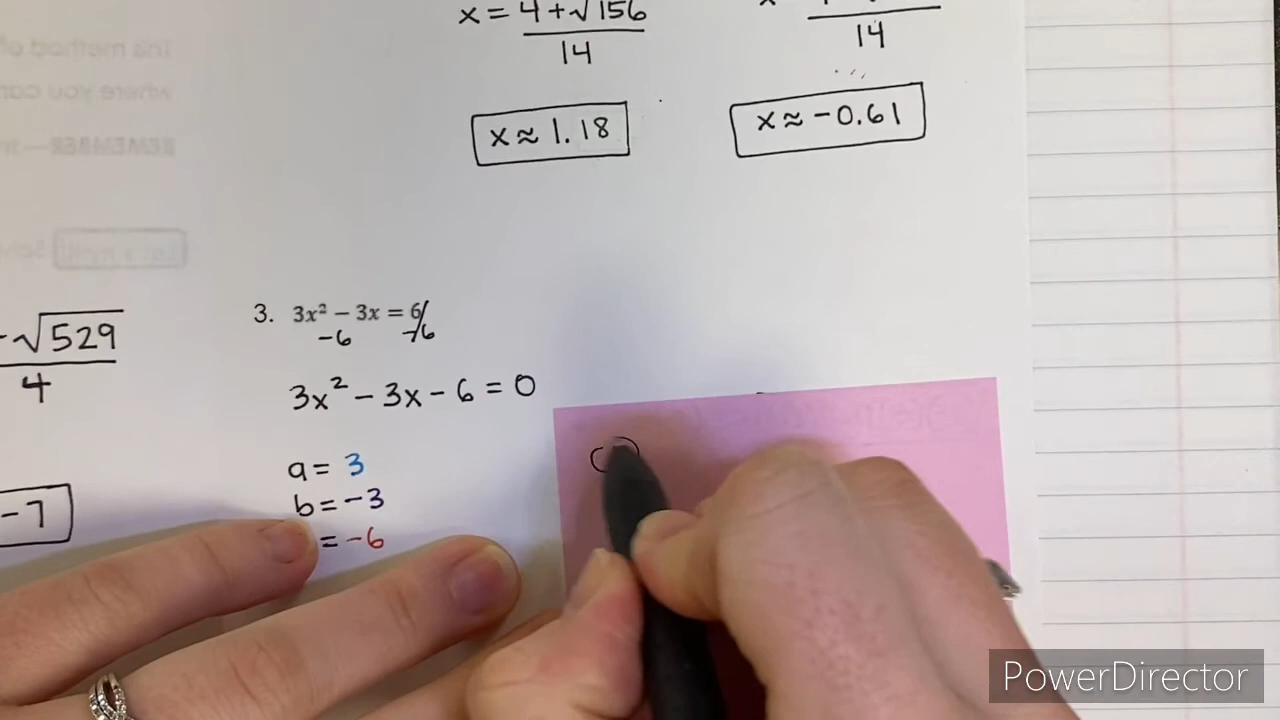 x = 4 + √156
14
14
x ≈ 1.18
x ≈ -0.61
- √529
4
-7
3. 3x² − 3x = 6
-6 -6
3x² - 3x - 6 = 0
a = 3
b = -3
= -6
PowerDirector